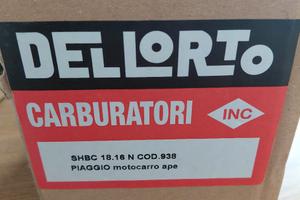 DELLORTO
CARBURATORI
INC
SHBC 18.16 N COD.938
PIAGGIO motocarro ape